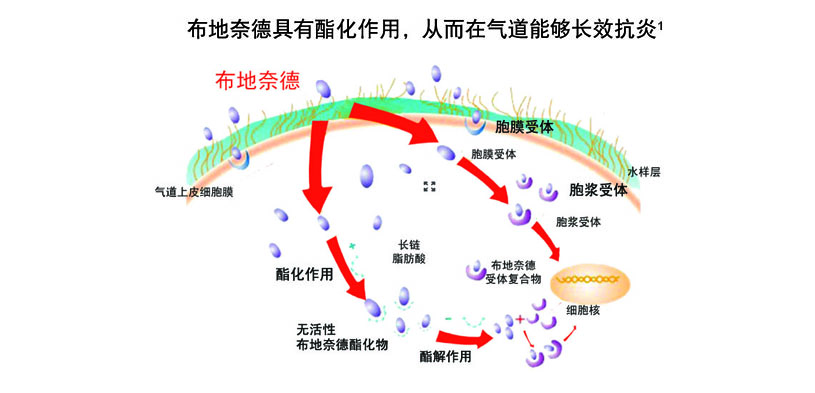 布地奈德具有酯化作用，从而在气道能够长效抗炎1
布地奈德
胞膜受体
胞膜受体
水样层
气道上皮细胞膜
胞浆受体
胞浆受体
长链
脂肪酸
酯化作用
布地奈德
受体复合物
细胞核
无活性
布地奈德酯化物
酯解作用